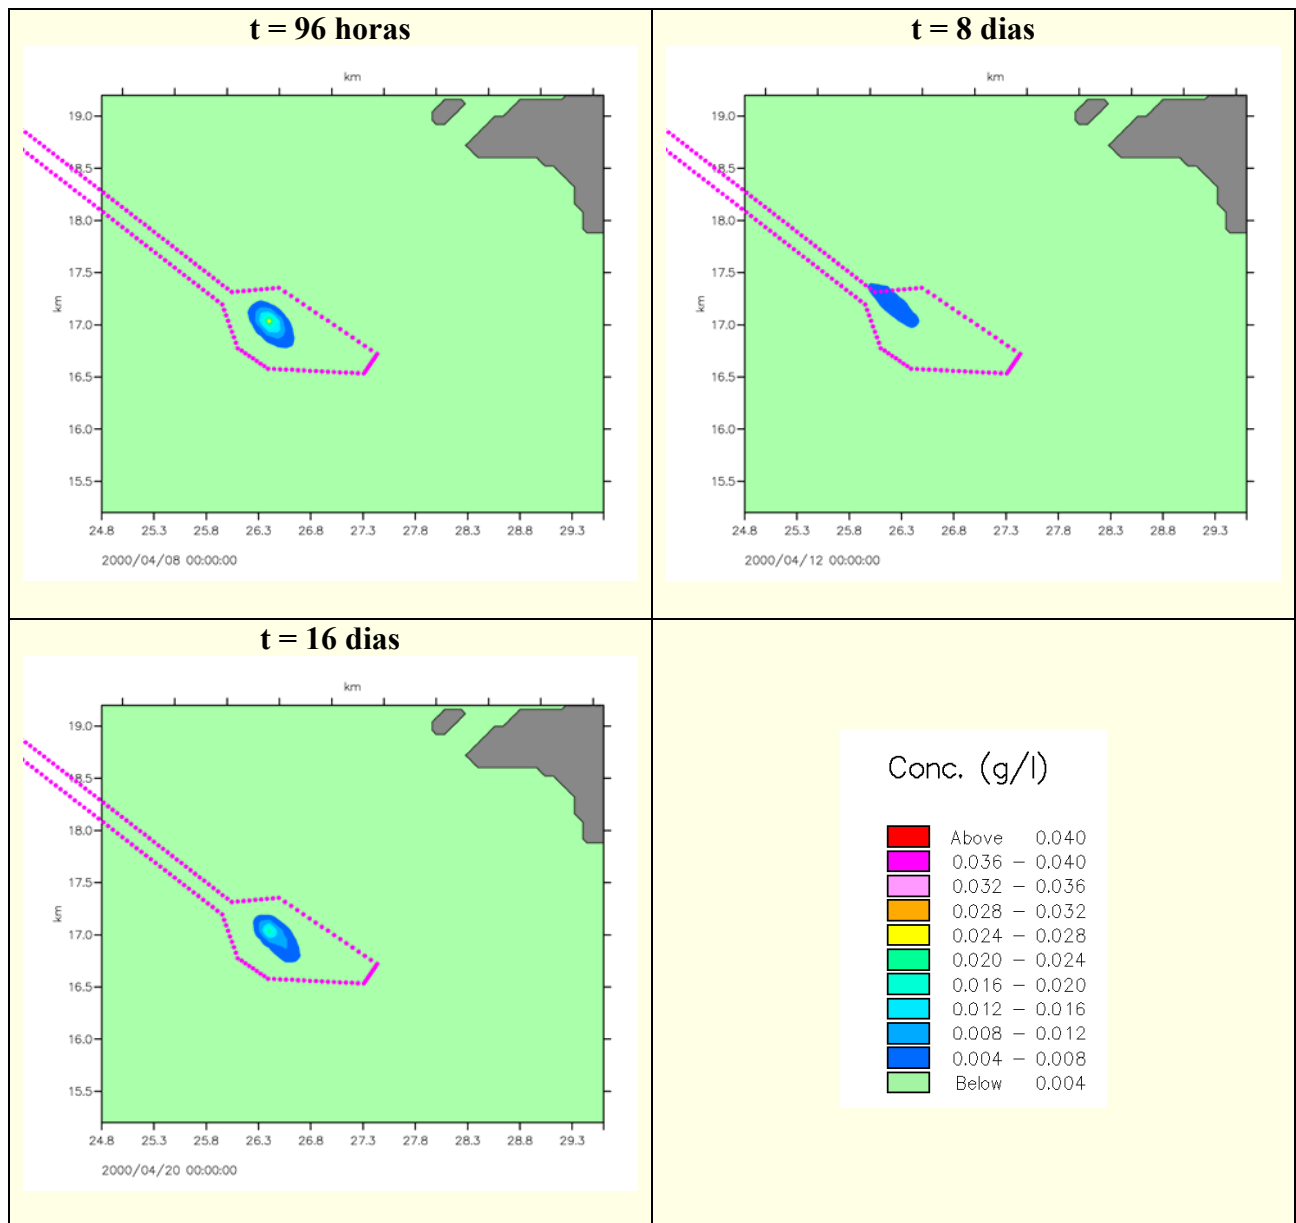 t = 96 horas
km
19.0
18.5
18.0
17.5
km
17.0
16.5
16.0
15.5
24.8 25.3 25.8 26.3 26.8 27.3 27.8 28.3 28.8 29.3
2000/04/08 00:00:00
t = 8 dias
km
19.0
18.5
18.0
17.5
km
17.0
16.5
16.0
15.5
24.8 25.3 25.8 26.3 26.8 27.3 27.8 28.3 28.8 29.3
2000/04/12 00:00:00
t = 16 dias
km
19.0
18.5
18.0
17.5
km
17.0
16.5
16.0
15.5
24.8 25.3 25.8 26.3 26.8 27.3 27.8 28.3 28.8 29.3
2000/04/20 00:00:00
Conc. (g/l)
Above 0.040
0.036 – 0.040
0.032 – 0.036
0.028 – 0.032
0.024 – 0.028
0.020 – 0.024
0.016 – 0.020
0.012 – 0.016
0.008 – 0.012
0.004 – 0.008
Below 0.004